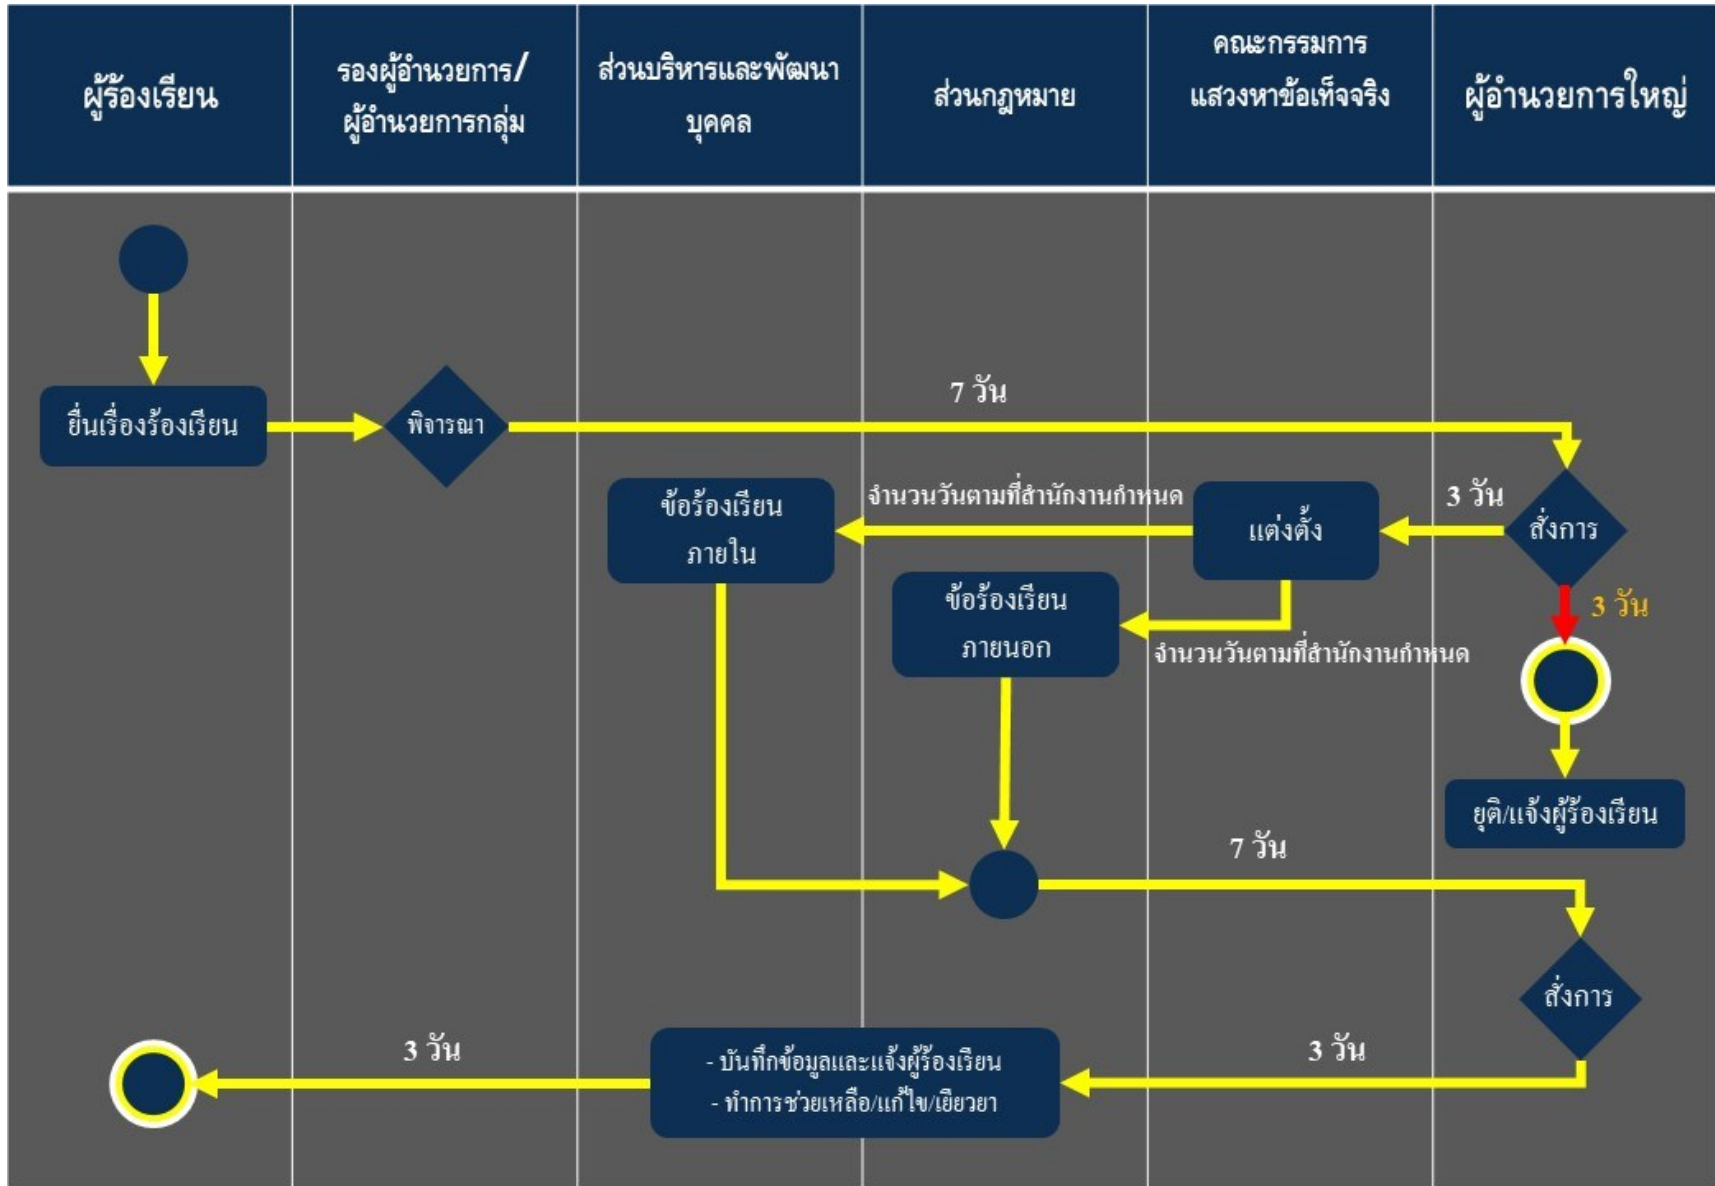 ผู้ร้องเรียน
รองผู้อำนวยการ/
ผู้อำนวยการกลุ่ม
ส่วนบริหารและพัฒนา
บุคคล
ส่วนกฎหมาย
คณะกรรมการ
แสวงหาข้อเท็จจริง
ผู้อำนวยการใหญ่
ยื่นเรื่องร้องเรียน
พิจารณา
7 วัน
สั่งการ
3 วัน
แต่งตั้ง
จำนวนวันตามที่สำนักงานกำหนด
ข้อร้องเรียน
ภายใน
ข้อร้องเรียน
ภายนอก
จำนวนวันตามที่สำนักงานกำหนด
3 วัน
ยุติ/แจ้งผู้ร้องเรียน
7 วัน
สั่งการ
3 วัน
- บันทึกข้อมูลและแจ้งผู้ร้องเรียน
- ทำการช่วยเหลือ/แก้ไข/เยียวยา
3 วัน